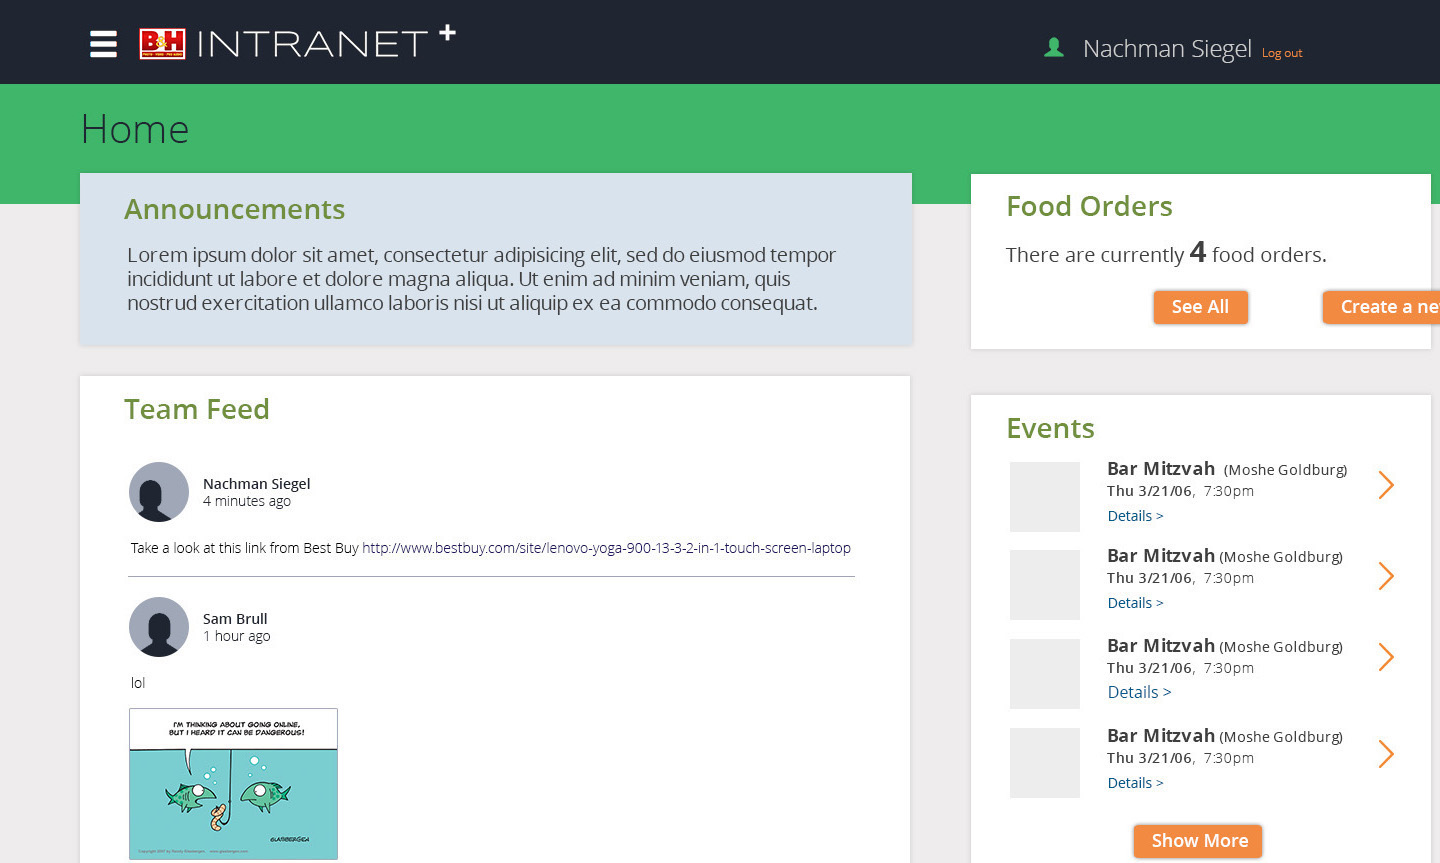 B&H INTRANET +
Nachman Siegel Log out
Home
Announcements
Lorem ipsum dolor sit amet, consectetur adipisicing elit, sed do eiusmod tempor
incididunt ut labore et dolore magna aliqua. Ut enim ad minim veniam, quis
nostrud exercitation ullamco laboris nisi ut aliquip ex ea commodo consequat.
Food Orders
There are currently 4 food orders.
See All
Create a ne
Team Feed
Nachman Siegel
4 minutes ago
Take a look at this link from Best Buy http://www.bestbuy.com/site/lenovo-yoga-900-13-3-2-in-1-touch-screen-laptop
Sam Brull
1 hour ago
lol
I'M THINKING ABOUT GOING ONLINE,
BUT I HEARD IT CAN BE DANGEROUS!
Events
Bar Mitzvah (Moshe Goldburg)
Thu 3/21/06, 7:30pm
Details >
Bar Mitzvah (Moshe Goldburg)
Thu 3/21/06, 7:30pm
Details >
Bar Mitzvah (Moshe Goldburg)
Thu 3/21/06, 7:30pm
Details >
Bar Mitzvah (Moshe Goldburg)
Thu 3/21/06, 7:30pm
Details >
Show More